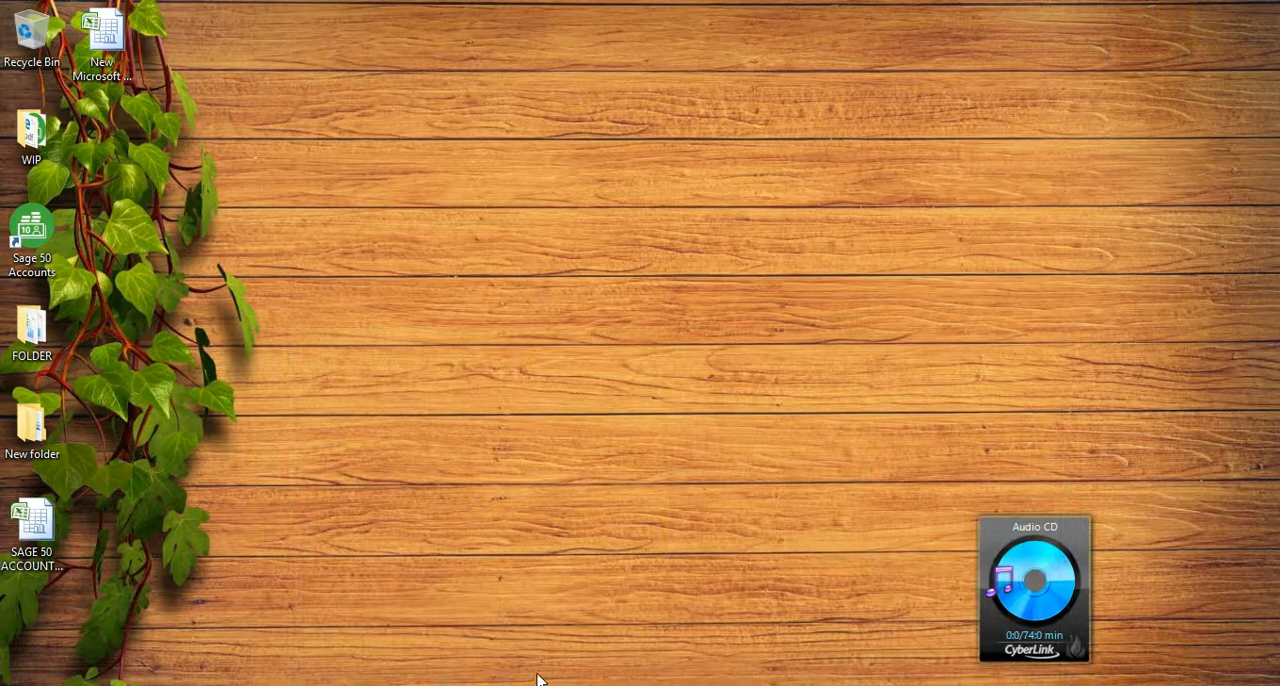 Recycle Bin
New
Microsoft ...
WIP
10
Sage 50
Accounts
FOLDER
New folder
SAGE 50
ACCOUNT...
Audio CD
0:0/74:0 min
CyberLink